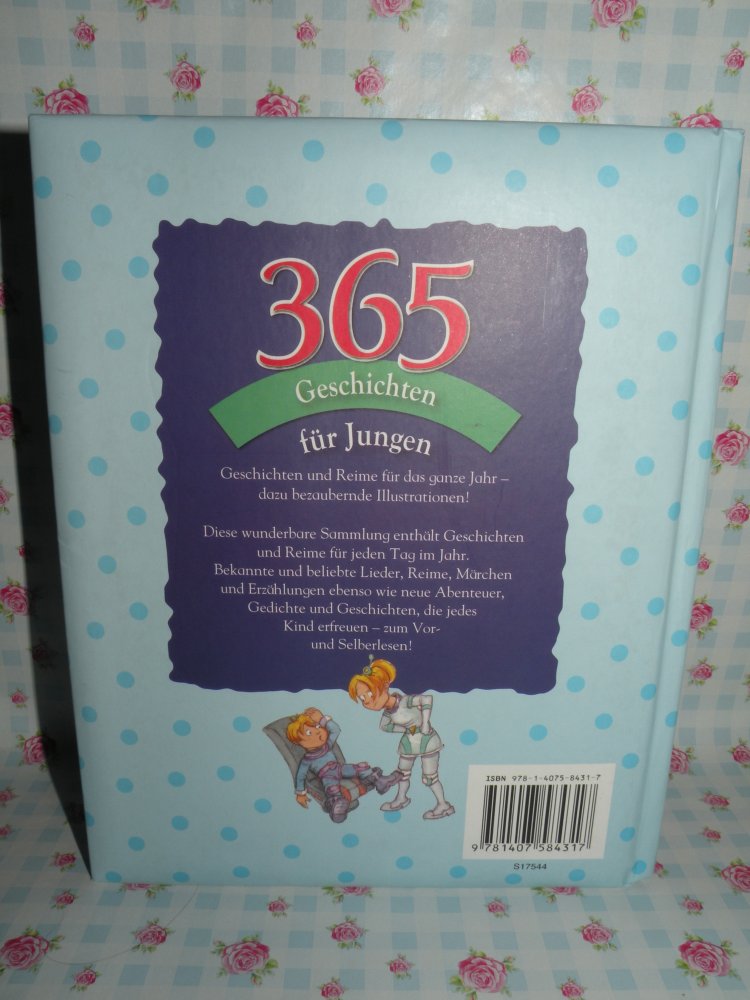 365
Geschichten
für Jungen
Geschichten und Reime für das ganze Jahr –
dazu bezaubernde Illustrationen!
Diese wunderbare Sammlung enthält Geschichten
und Reime für jeden Tag im Jahr.
Bekannte und beliebte Lieder, Reime, Märchen
und Erzählungen ebenso wie neue Abenteuer,
Gedichte und Geschichten, die jedes
Kind erfreuen – zum Vor-
und Selberlesen!
ISBN 978-1-4075-8431-7
9 781407 584317
S17544